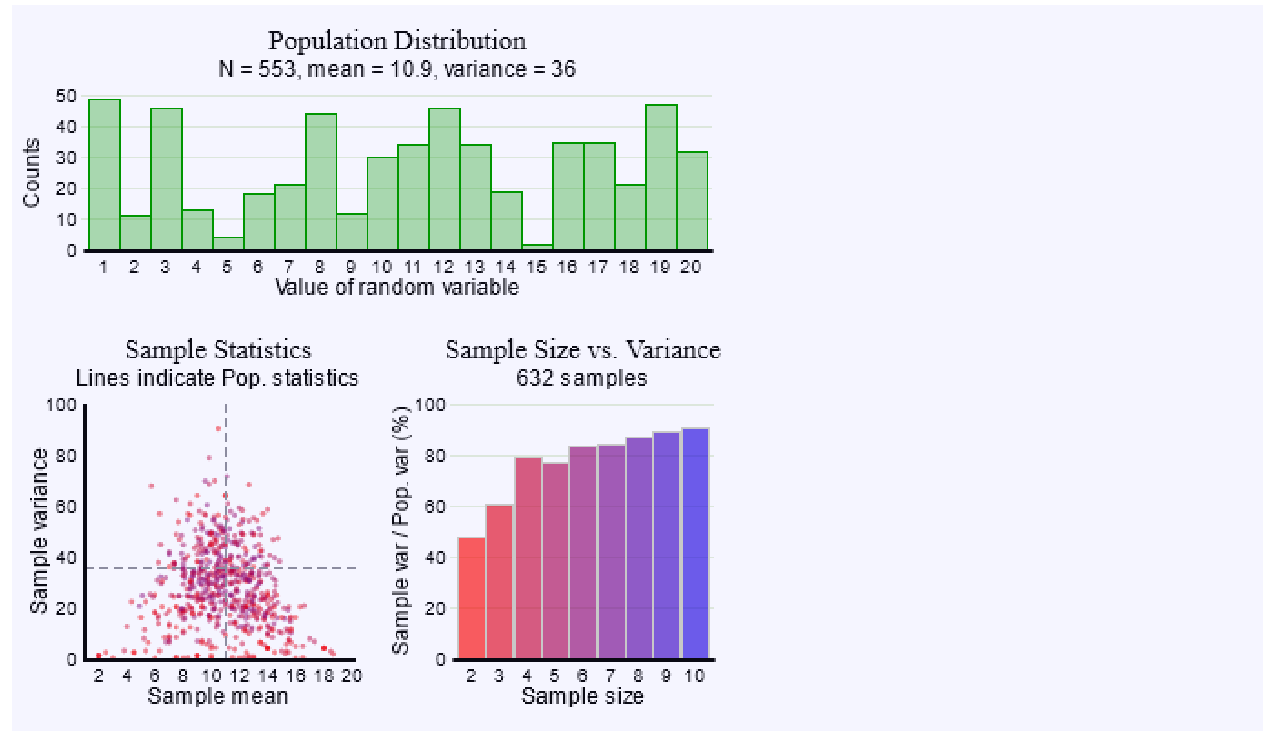 Population Distribution
N = 553, mean = 10.9, variance = 36
50
40
30
20
10
0
Counts
1 2 3 4 5 6 7 8 9 10 11 12 13 14 15 16 17 18 19 20
Value of random variable
Sample Statistics
Lines indicate Pop. statistics
100
80
60
40
20
0
Sample variance
2 4 6 8 10 12 14 16 18 20
Sample mean
Sample Size vs. Variance
632 samples
100
80
60
40
20
0
Sample var / Pop. var (%)
2 3 4 5 6 7 8 9 10
Sample size